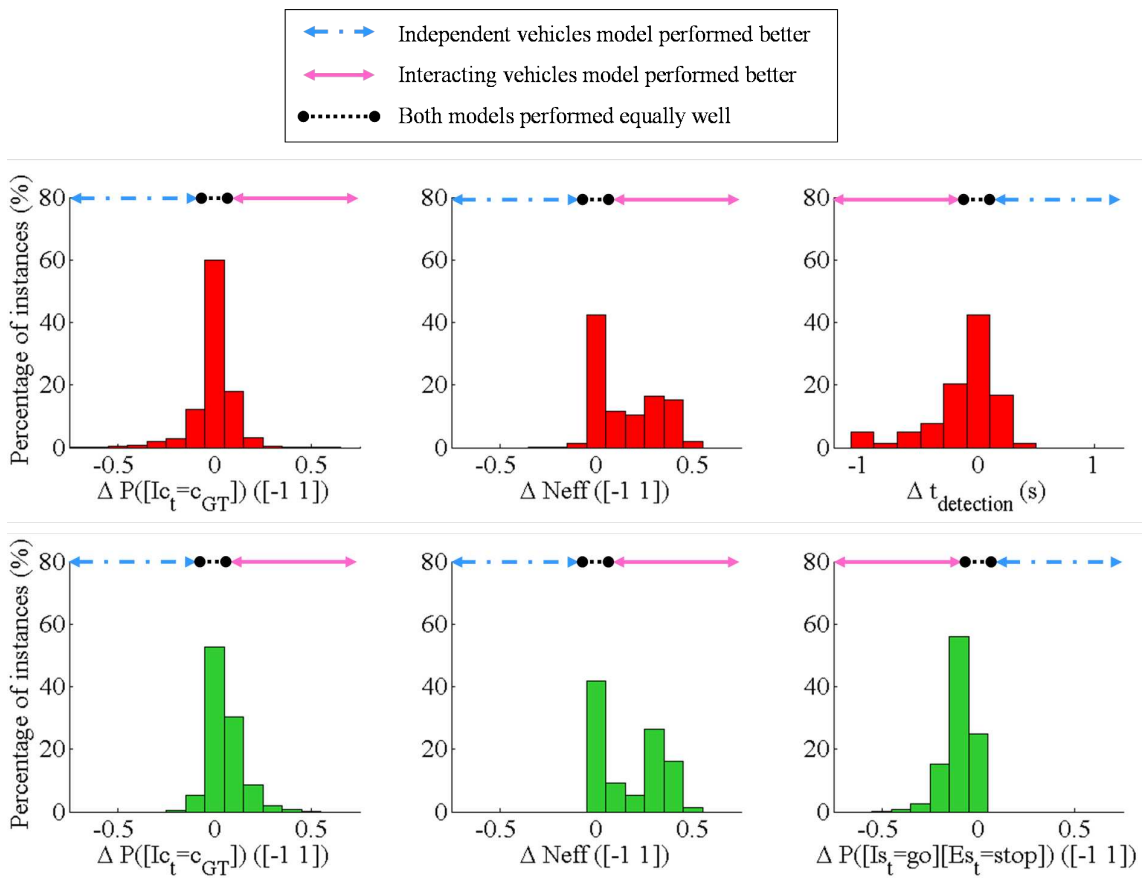 Independent vehicles model performed better
Interacting vehicles model performed better
Both models performed equally well
Percentage of instances (%)
80
60
40
20
0
-0.5 0 0.5
Δ P([Ic_t=c_GT]) ([-1 1])
80
60
40
20
0
-0.5 0 0.5
Δ Neff ([-1 1])
80
60
40
20
0
-1 0 1
Δ t_detection (s)
Percentage of instances (%)
80
60
40
20
0
-0.5 0 0.5
Δ P([Ic_t=c_GT]) ([-1 1])
80
60
40
20
0
-0.5 0 0.5
Δ Neff ([-1 1])
80
60
40
20
0
-0.5 0 0.5
Δ P([Is_t=go][Es_t=stop]) ([-1 1])